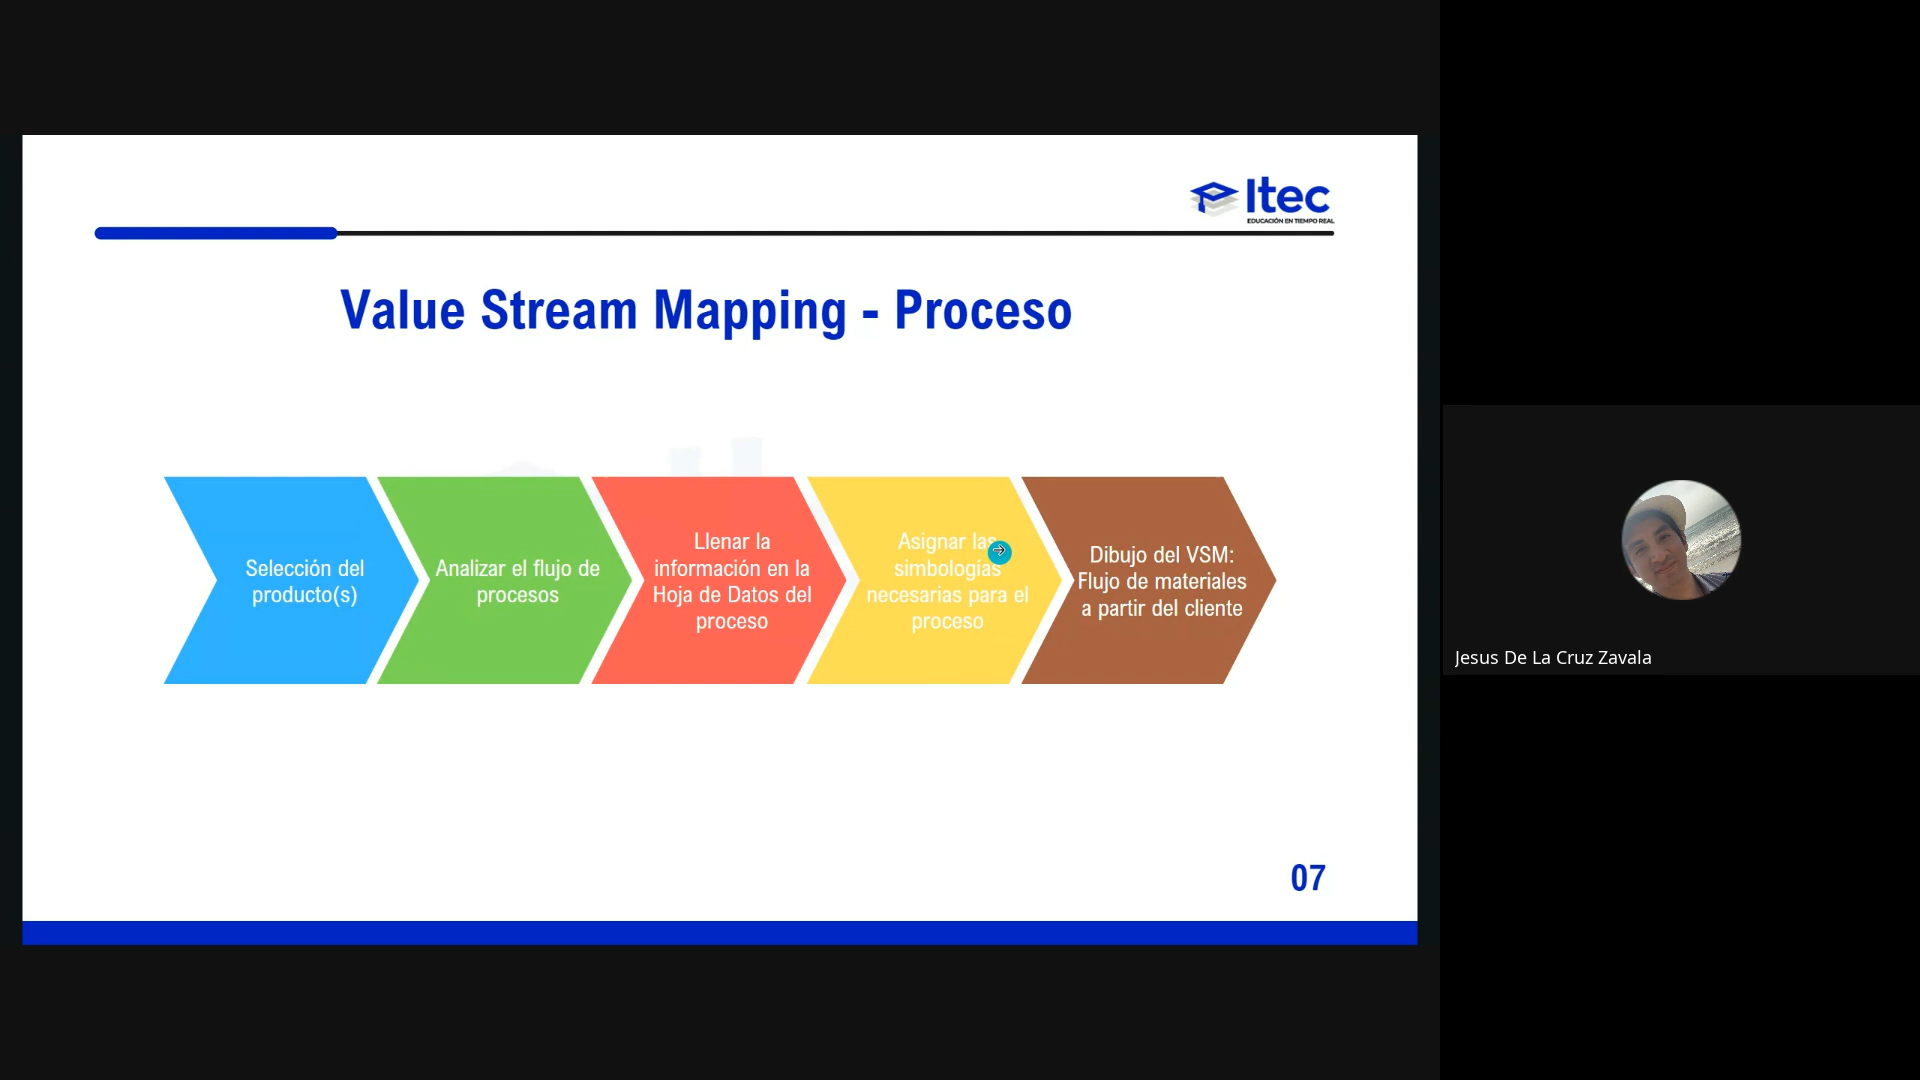 Itec
EDUCACIÓN EN TIEMPO REAL
Value Stream Mapping - Proceso
Selección del
producto(s)
Analizar el flujo de
procesos
Llenar la
información en la
Hoja de Datos del
proceso
Asignar las
simbologías
necesarias para el
proceso
Dibujo del VSM:
Flujo de materiales
a partir del cliente
07
Jesus De La Cruz Zavala